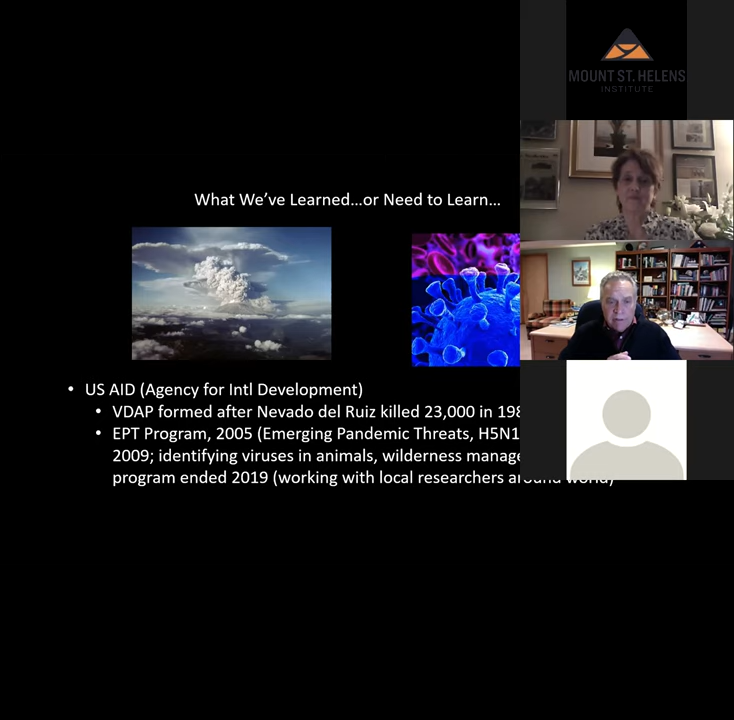 MOUNT ST. HELENS
INSTITUTE
What We've Learned…or Need to Learn…
• US AID (Agency for Intl Development)
• VDAP formed after Nevado del Ruiz killed 23,000 in 198
• EPT Program, 2005 (Emerging Pandemic Threats, H5N1
2009; identifying viruses in animals, wilderness manage
program ended 2019 (working with local researchers around world)